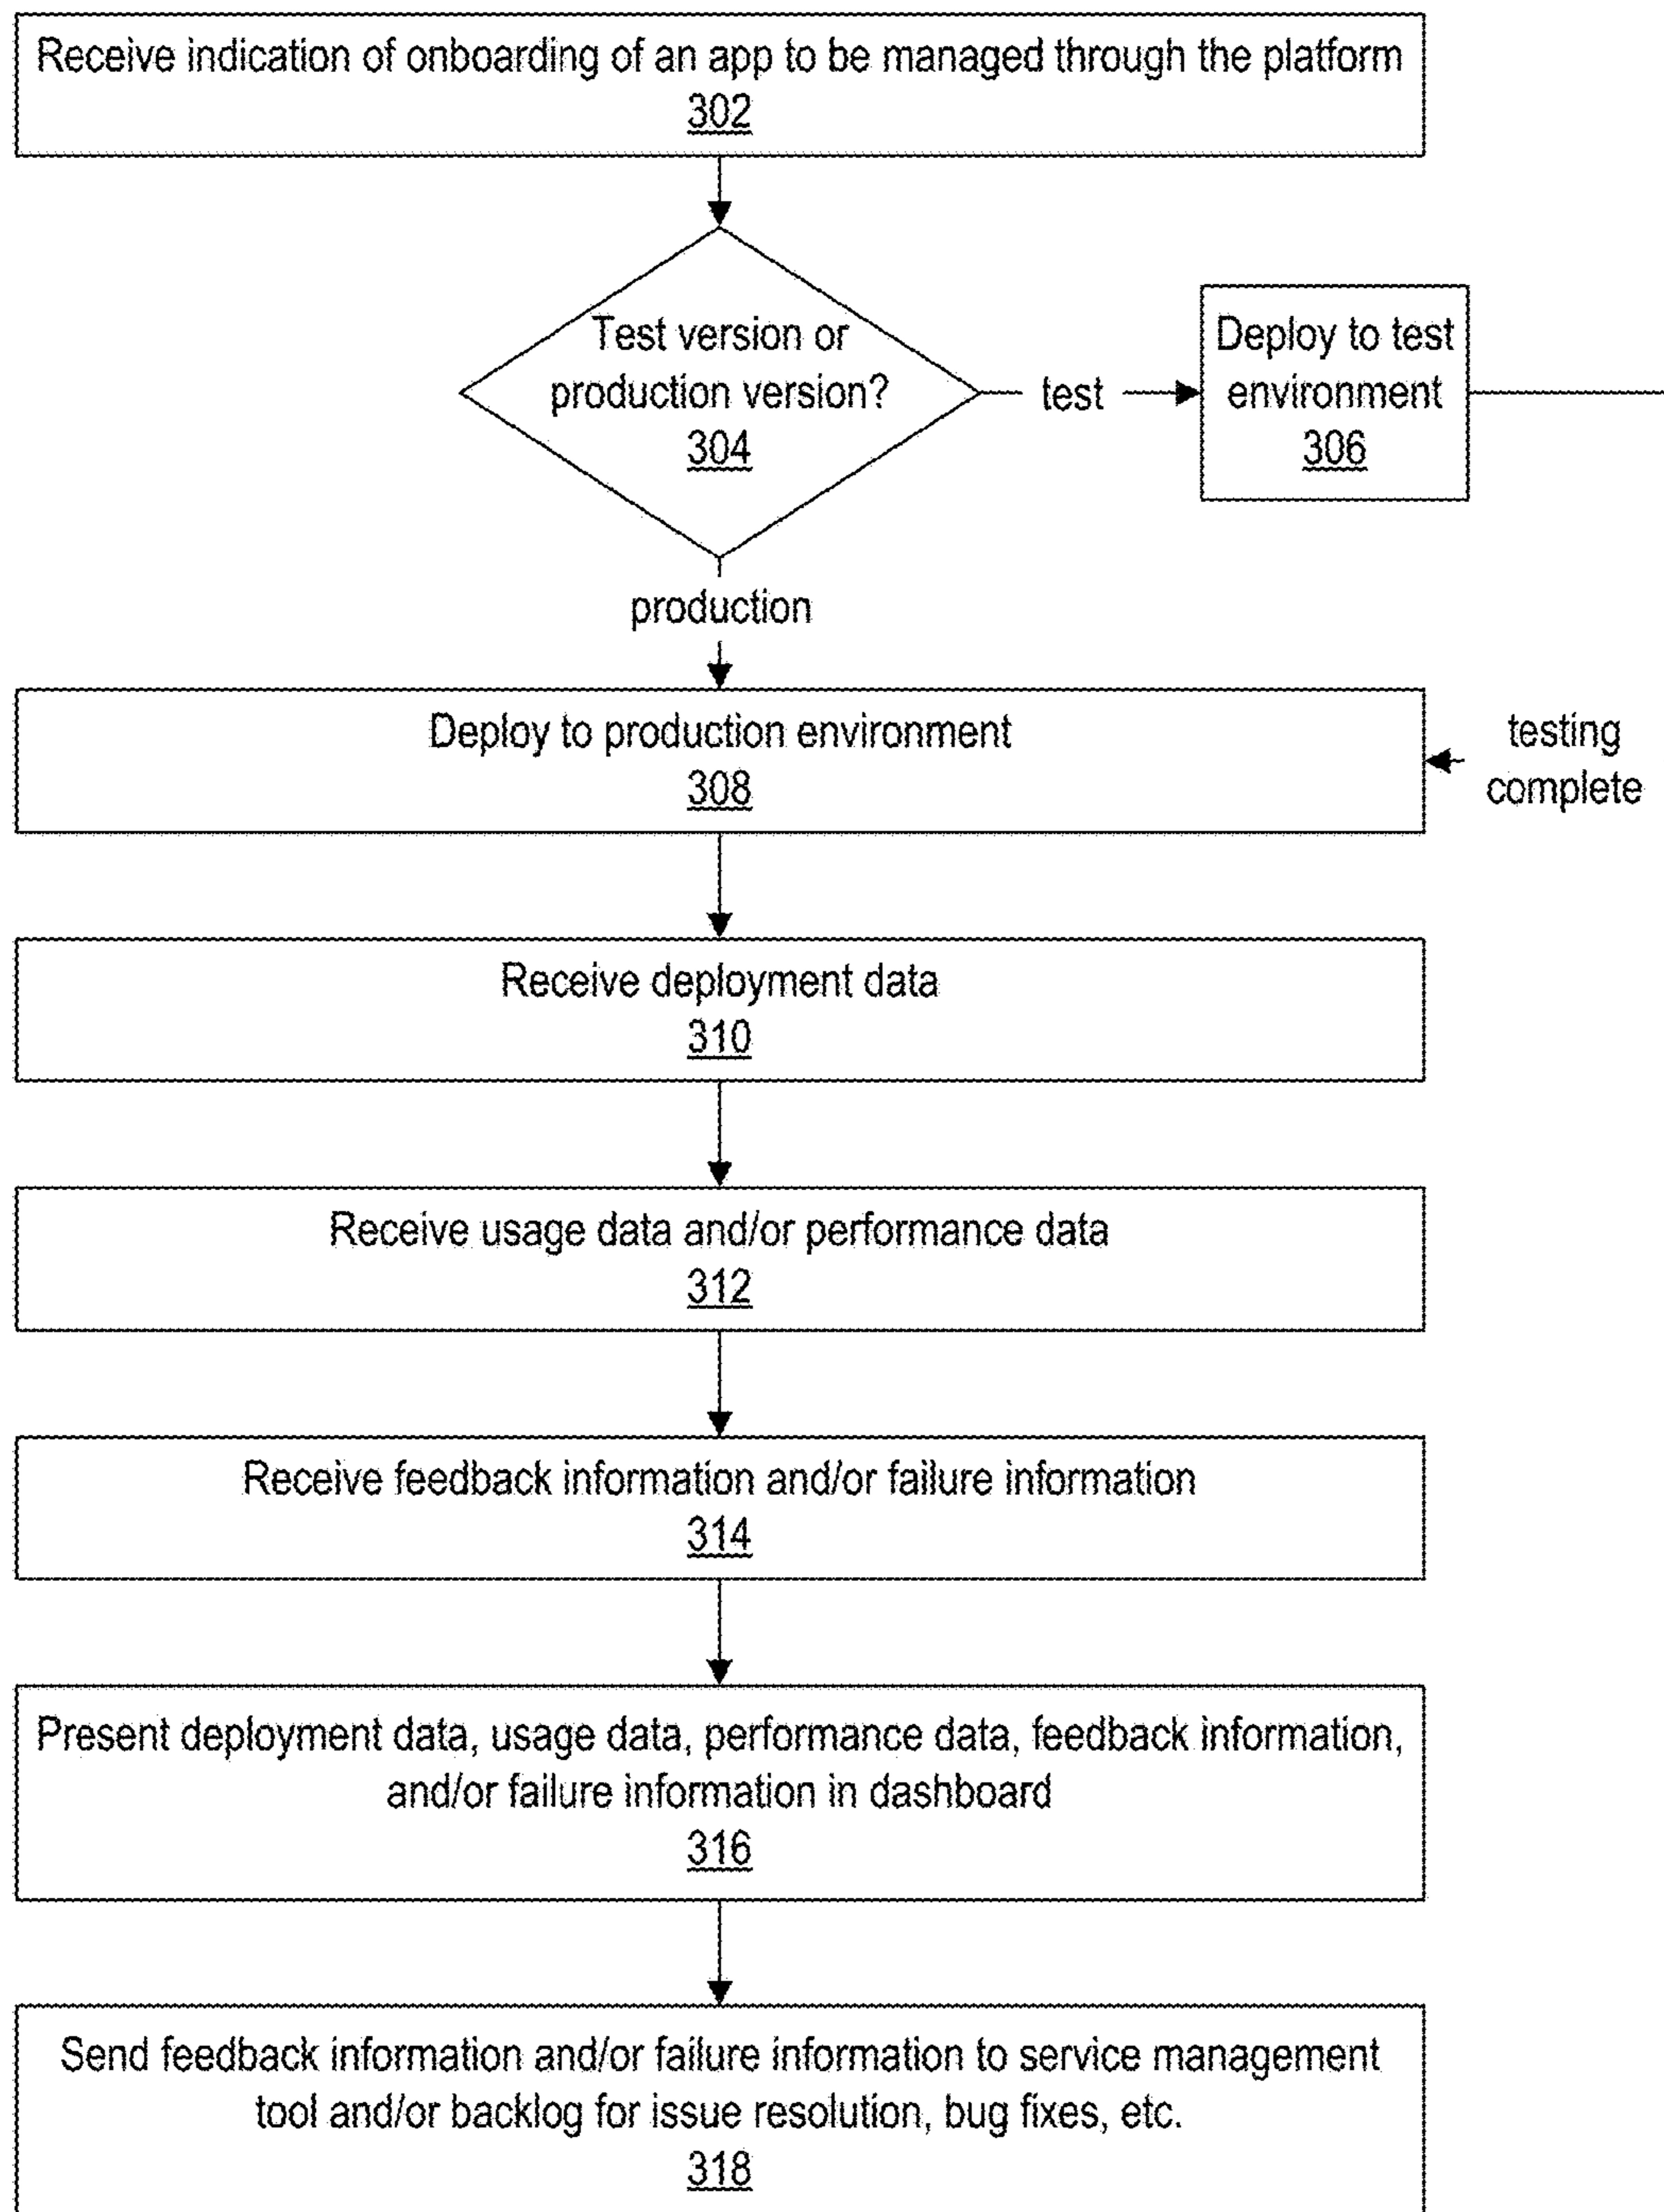 Receive indication of onboarding of an app to be managed through the platform
302
Test version or
production version?
304
test
Deploy to test
environment
306
production
Deploy to production environment
308
testing
complete
Receive deployment data
310
Receive usage data and/or performance data
312
Receive feedback information and/or failure information
314
Present deployment data, usage data, performance data, feedback information,
and/or failure information in dashboard
316
Send feedback information and/or failure information to service management
tool and/or backlog for issue resolution, bug fixes, etc.
318